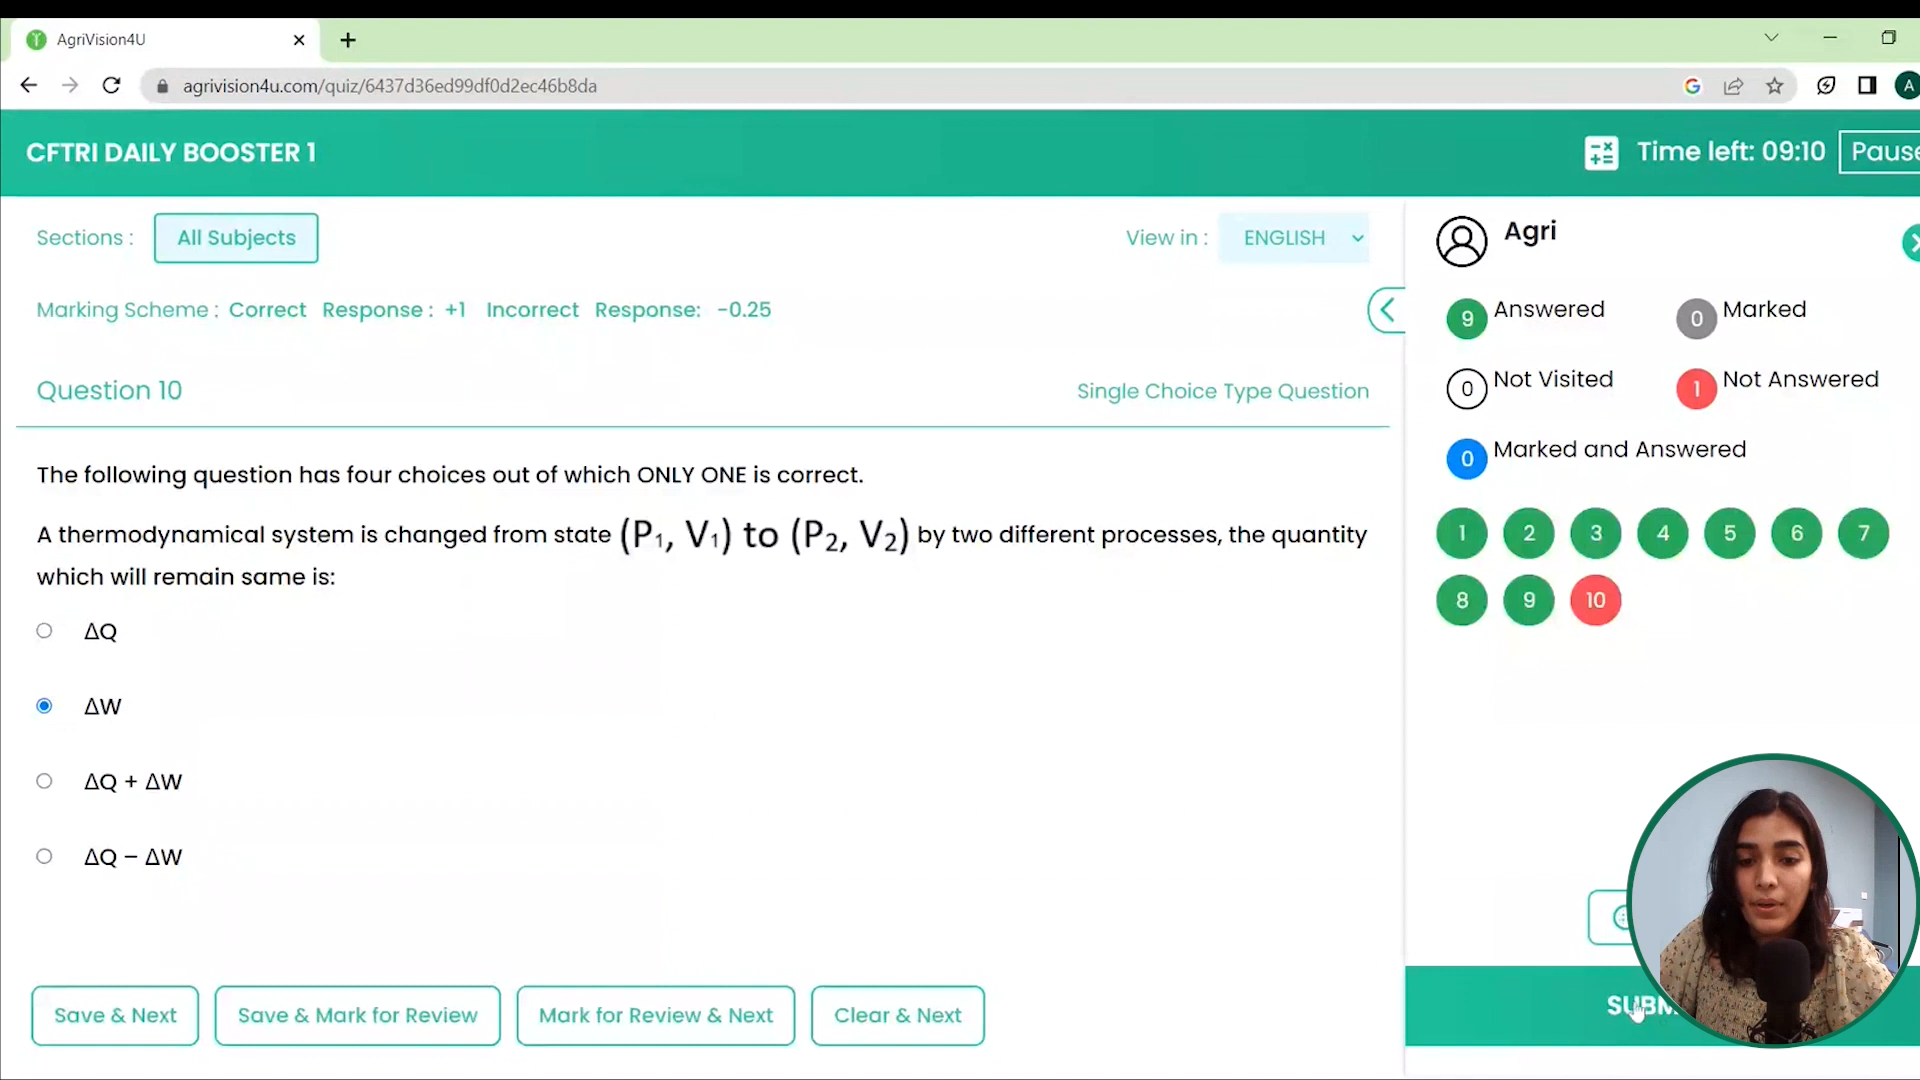 AgriVision4U
agrivision4u.com/quiz/6437d36ed99df0d2ec46b8da
A
CFTRI DAILY BOOSTER 1
Time left: 09:10
Pause
Sections :
All Subjects
View in :
ENGLISH
Marking Scheme : Correct Response : +1 Incorrect Response: -0.25
Question 10
Single Choice Type Question
The following question has four choices out of which ONLY ONE is correct.
A thermodynamical system is changed from state (P₁, V₁) to (P₂, V₂) by two different processes, the quantity
which will remain same is:
ΔQ
ΔW
ΔQ + ΔW
ΔQ – ΔW
Save & Next
Save & Mark for Review
Mark for Review & Next
Clear & Next
Agri
9 Answered
0 Marked
0 Not Visited
1 Not Answered
0 Marked and Answered
1 2 3 4 5 6 7
8 9 10